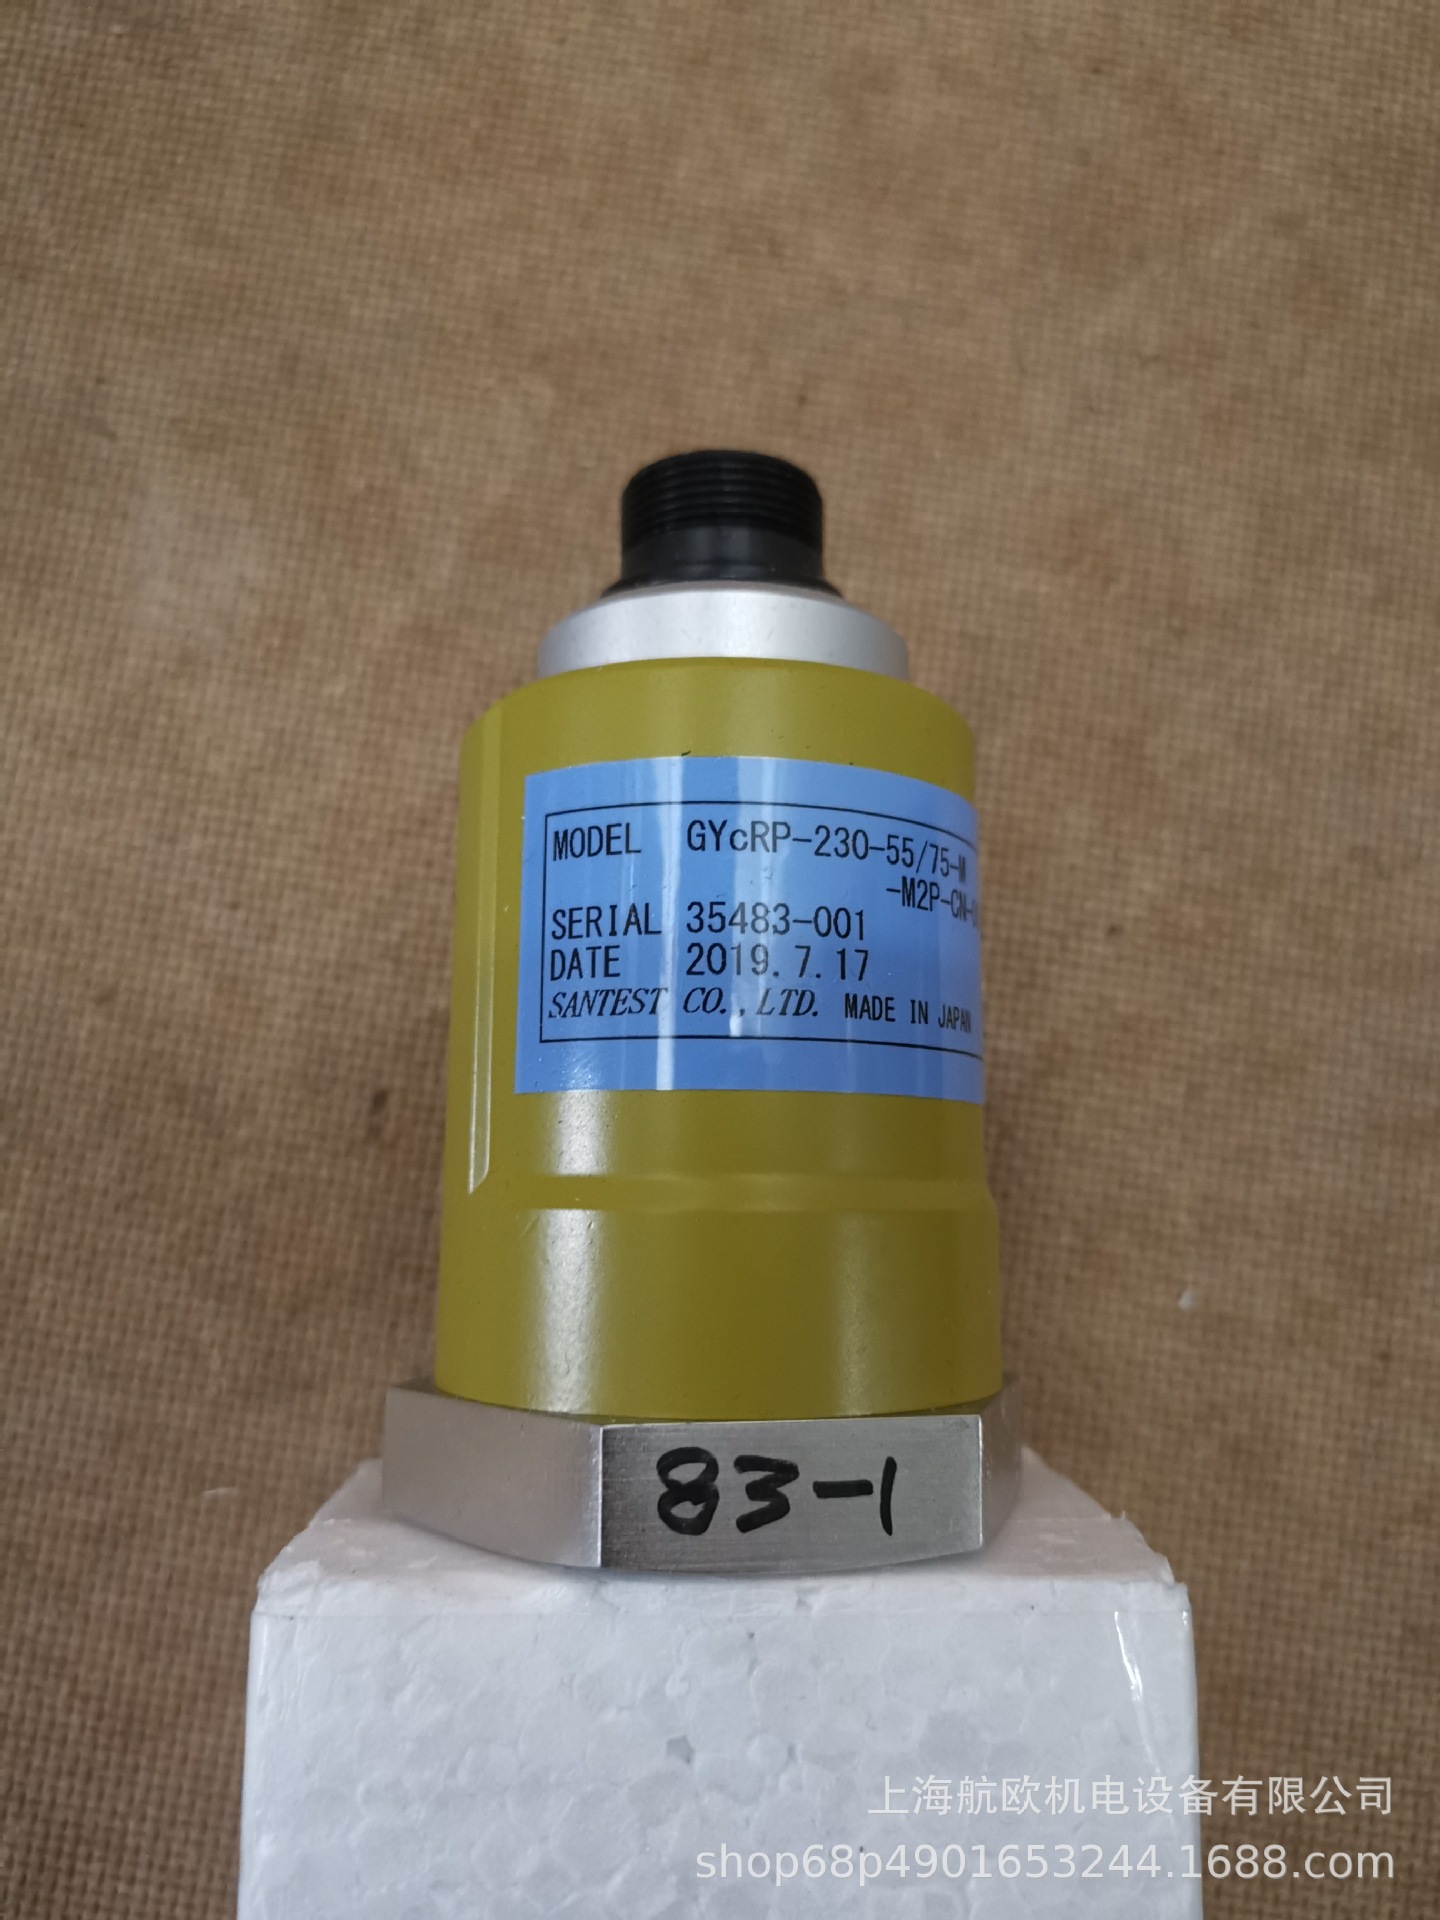 MODEL GYcRP-230-55/75-M
-M2P-CN-
SERIAL 35483-001
DATE 2019.7.17
SANTEST CO.,LTD. MADE IN JAPAN
83-1
上海航欧机电设备有限公司
shop68p4901653244.1688.com